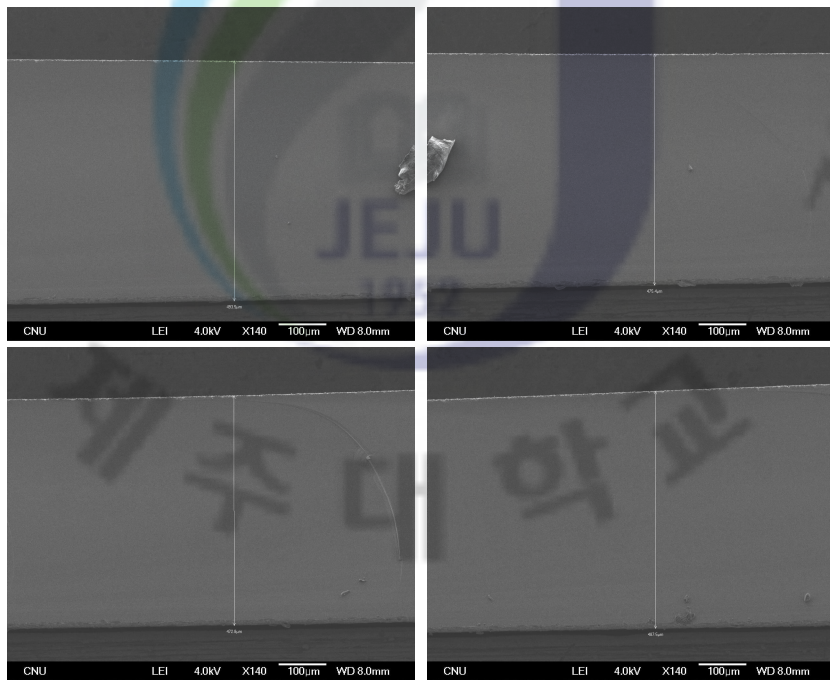 JEJU
1952
CNU LEI 4.0kV X140 100μm WD 8.0mm
CNU LEI 4.0kV X140 100μm WD 8.0mm
제주대학교
CNU LEI 4.0kV X140 100μm WD 8.0mm
CNU LEI 4.0kV X140 100μm WD 8.0mm